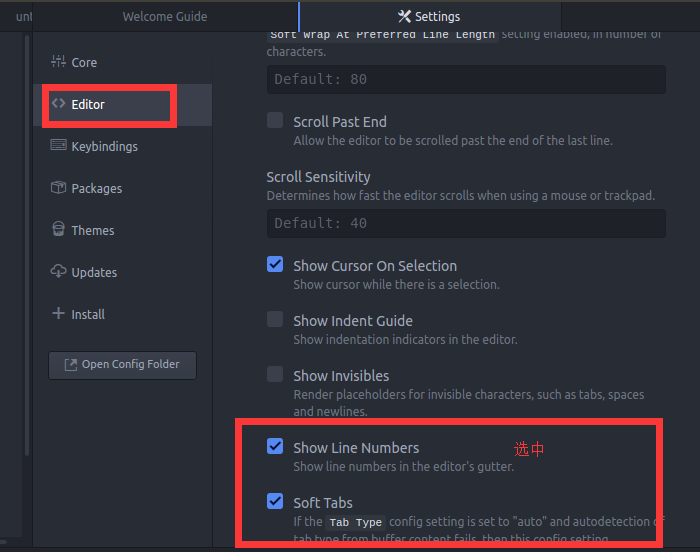 unt
Welcome Guide
Settings
Soft Wrap At Preferred Line Length setting enabled, in number of
characters.
Core
Default: 80
Editor
Scroll Past End
Allow the editor to be scrolled past the end of the last line.
Keybindings
Scroll Sensitivity
Packages
Determines how fast the editor scrolls when using a mouse or trackpad.
Default: 40
Themes
Show Cursor On Selection
Updates
Show cursor while there is a selection.
Install
Show Indent Guide
Show indentation indicators in the editor.
Open Config Folder
Show Invisibles
Render placeholders for invisible characters, such as tabs, spaces
and newlines.
Show Line Numbers
选中
Show line numbers in the editor's gutter.
Soft Tabs
If the Tab Type config setting is set to "auto" and autodetection of
tab type from buffer content fails, then this config setting